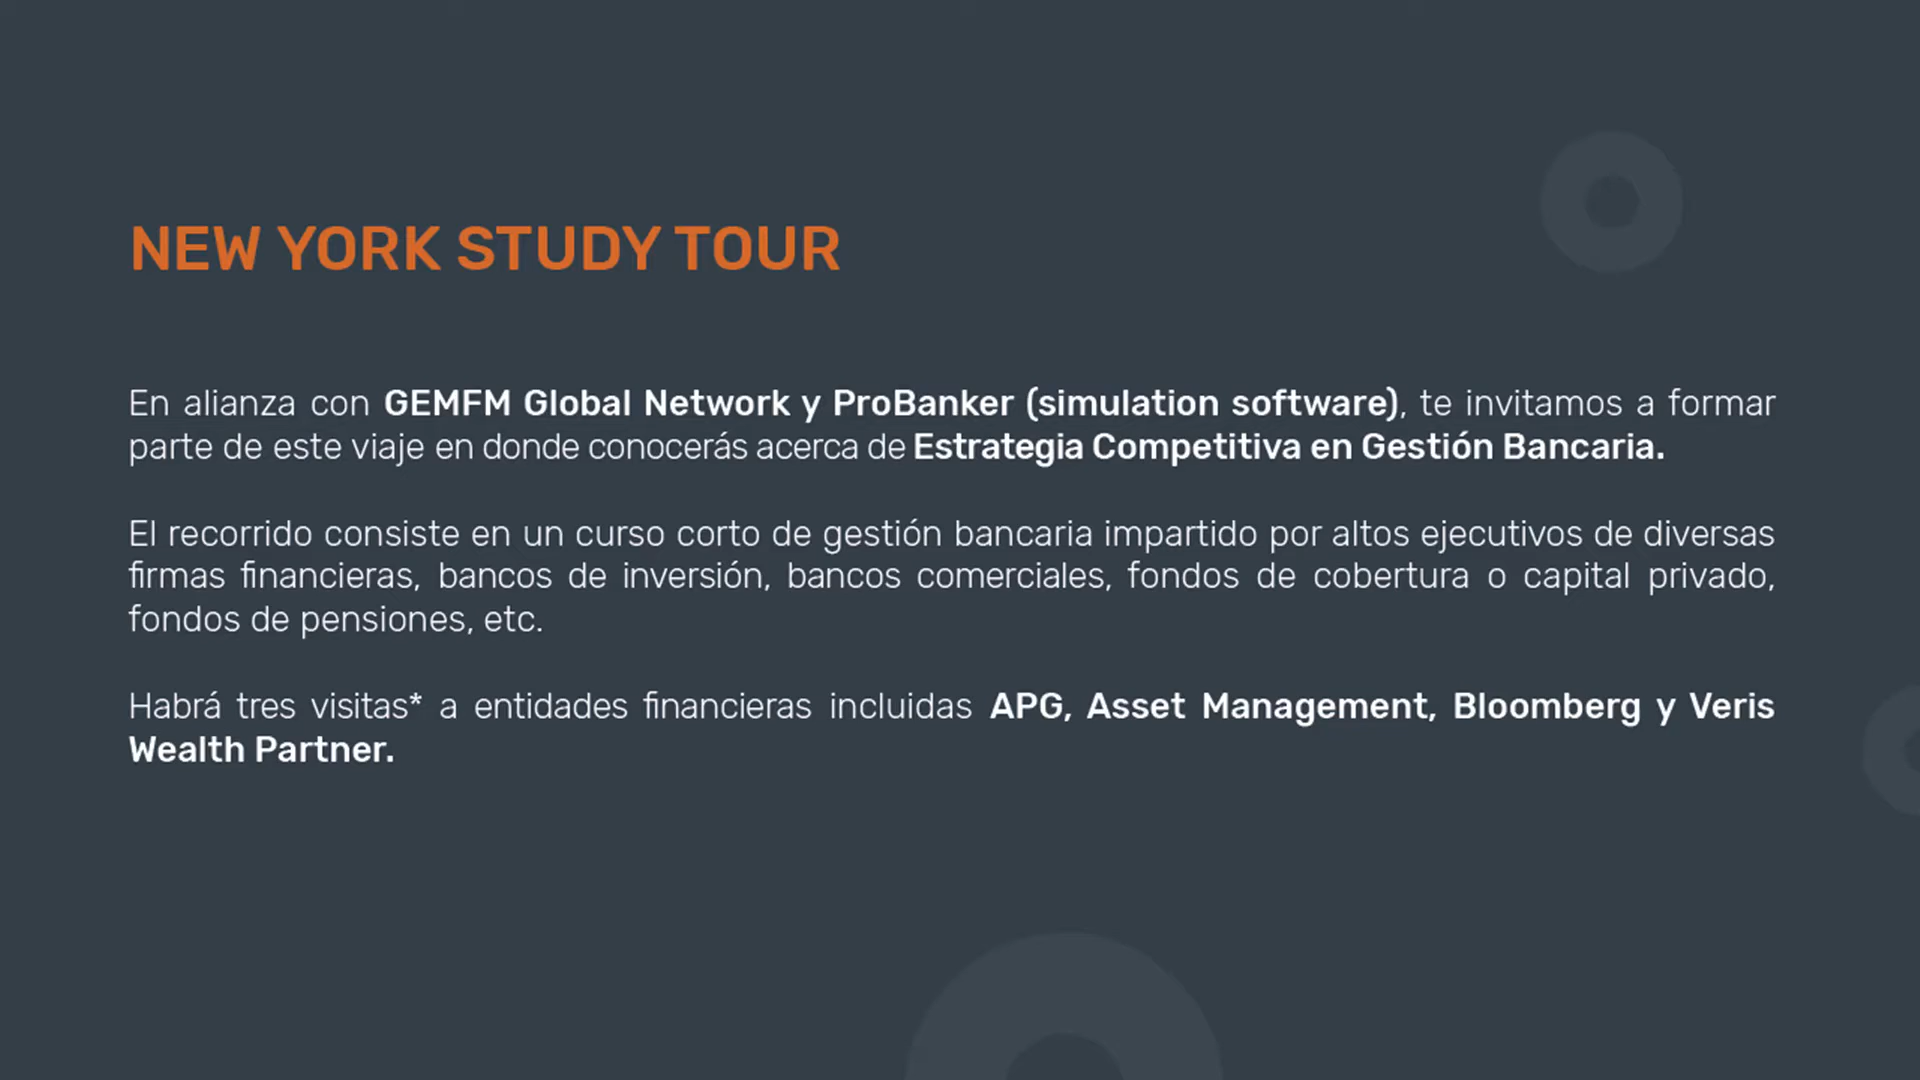 NEW YORK STUDY TOUR
En alianza con GEMFM Global Network y ProBanker (simulation software), te invitamos a formar
parte de este viaje en donde conocerás acerca de Estrategia Competitiva en Gestión Bancaria.
El recorrido consiste en un curso corto de gestión bancaria impartido por altos ejecutivos de diversas
firmas financieras, bancos de inversión, bancos comerciales, fondos de cobertura o capital privado,
fondos de pensiones, etc.
Habrá tres visitas* a entidades financieras incluidas APG, Asset Management, Bloomberg y Veris
Wealth Partner.